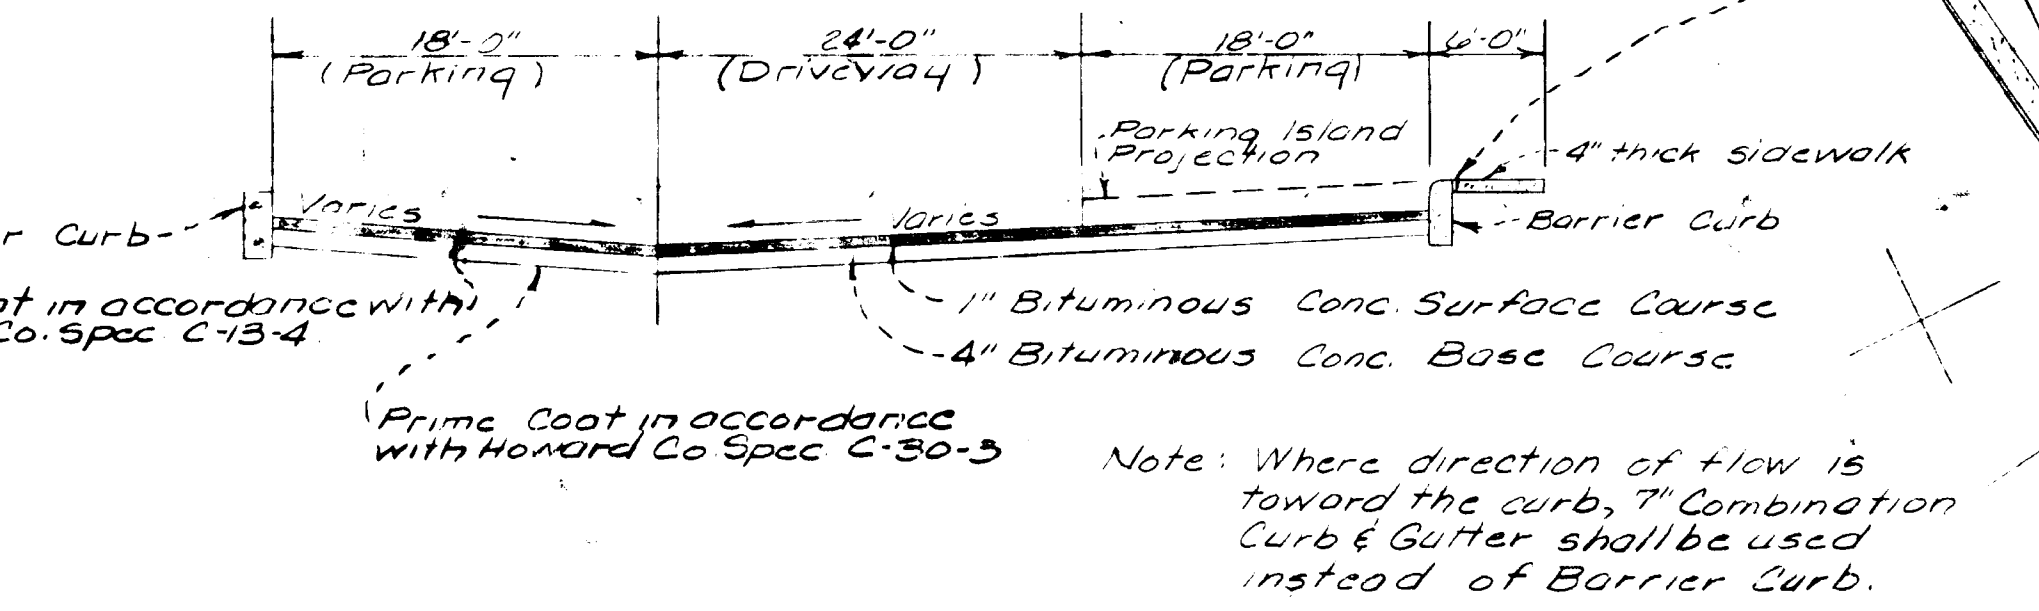 18'-0" 24'-0" 18'-0" 6'-0"
(Parking) (Driveway) (Parking)
Parking Island
Projection
4" thick sidewalk
Varies Varies
Curb
Barrier Curb
in accordance with
Co. Spec C-13-4
1" Bituminous Conc. Surface Course
4" Bituminous Conc. Base Course
Prime Coat in accordance
with Howard Co Spec C-30-3
Note: Where direction of flow is
toward the curb, 7" Combination
Curb & Gutter shall be used
instead of Barrier Curb.